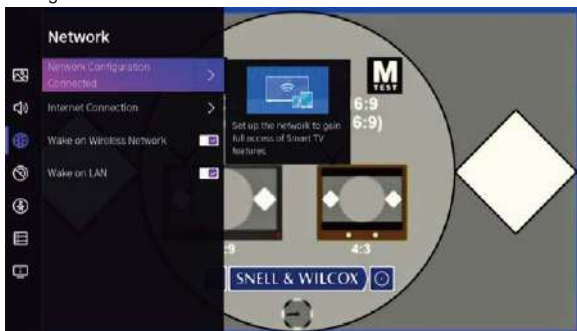 Network
Network Configuration
Connected
Internet Connection
Wake on Wireless Network
Wake on LAN
Set up the network to gain
full access of Smart TV
features.
M
TEST
6:9
6:9)
:9
4:3
SNELL & WILCOX